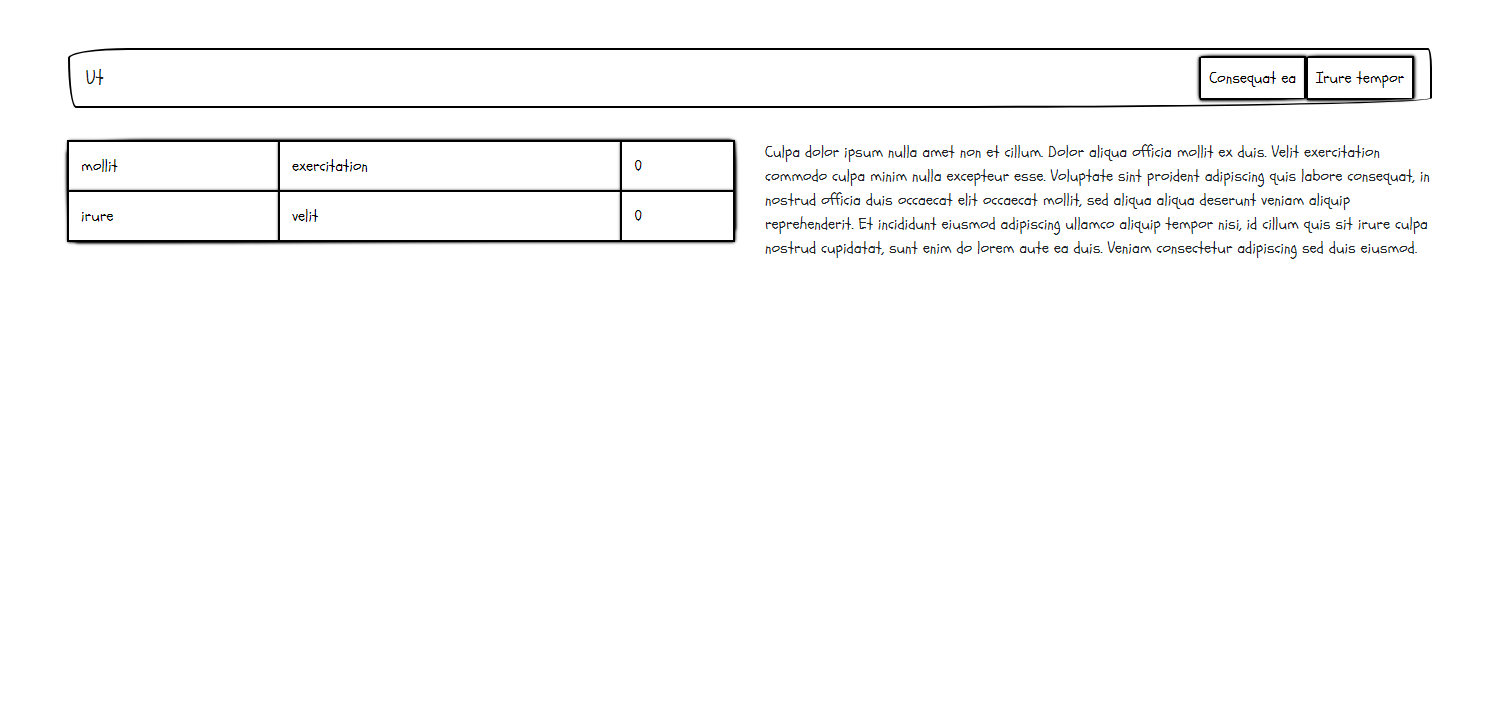 Ut
Consequat ea
Irure tempor
mollit exercitation 0
irure velit 0
Culpa dolor ipsum nulla amet non et cillum. Dolor aliqua officia mollit ex duis. Velit exercitation
commodo culpa minim nulla excepteur esse. Voluptate sint proident adipiscing quis labore consequat, in
nostrud officia duis occaecat elit occaecat mollit, sed aliqua aliqua deserunt veniam aliquip
reprehenderit. Et incididunt eiusmod adipiscing ullamco aliquip tempor nisi, id cillum quis sit irure culpa
nostrud cupidatat, sunt enim do lorem aute ea duis. Veniam consectetur adipiscing sed duis eiusmod.